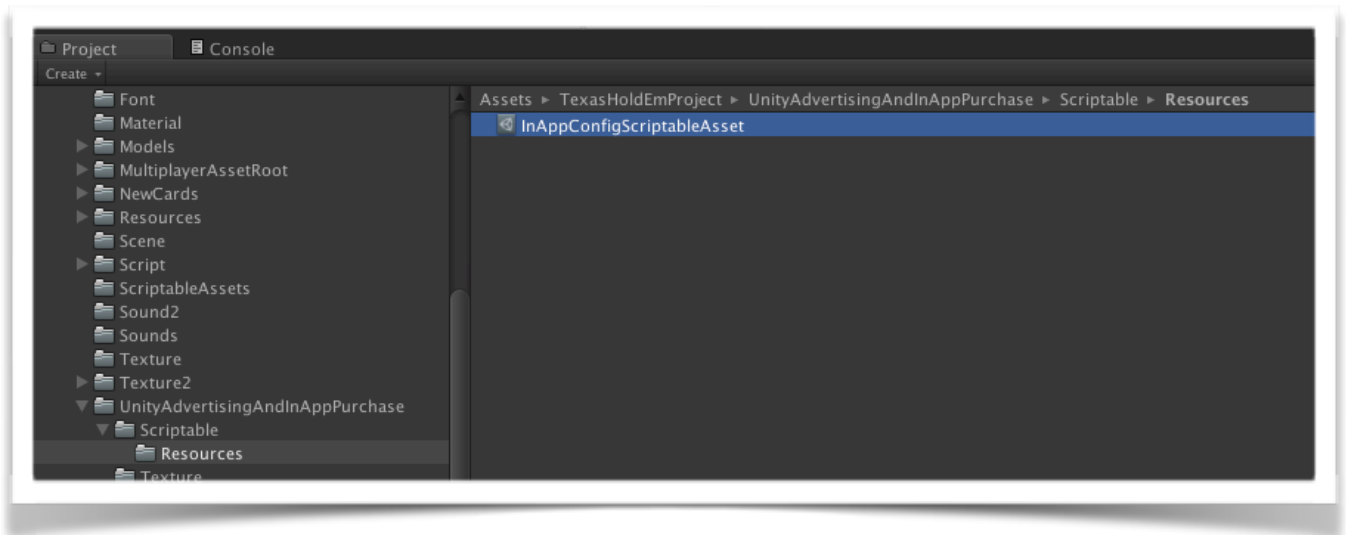 Project Console
Create
Font
Material
Models
MultiplayerAssetRoot
NewCards
Resources
Scene
Script
ScriptableAssets
Sound2
Sounds
Texture
Texture2
UnityAdvertisingAndInAppPurchase
Scriptable
Resources
Texture
Assets ▸ TexasHoldEmProject ▸ UnityAdvertisingAndInAppPurchase ▸ Scriptable ▸ Resources
InAppConfigScriptableAsset